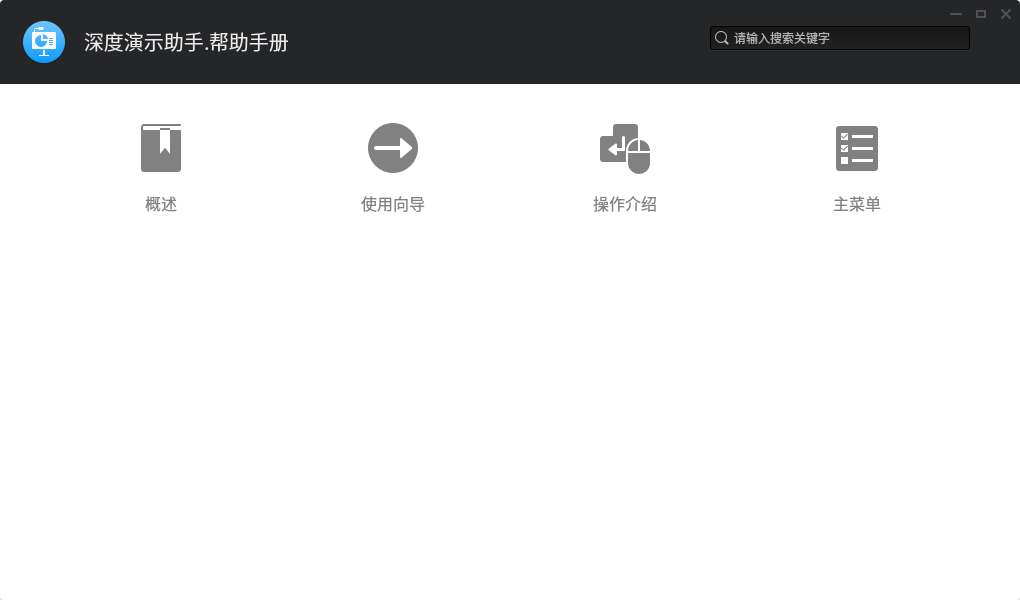 深度演示助手.帮助手册
请输入搜索关键字
概述
使用向导
操作介绍
主菜单